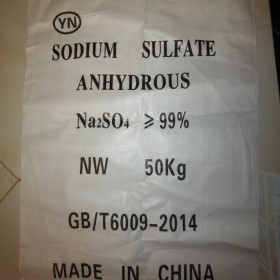 YN
SODIUM SULFATE
ANHYDROUS
Na₂SO₄ ≥99%
NW 50Kg
GB/T6009-2014
MADE IN CHINA